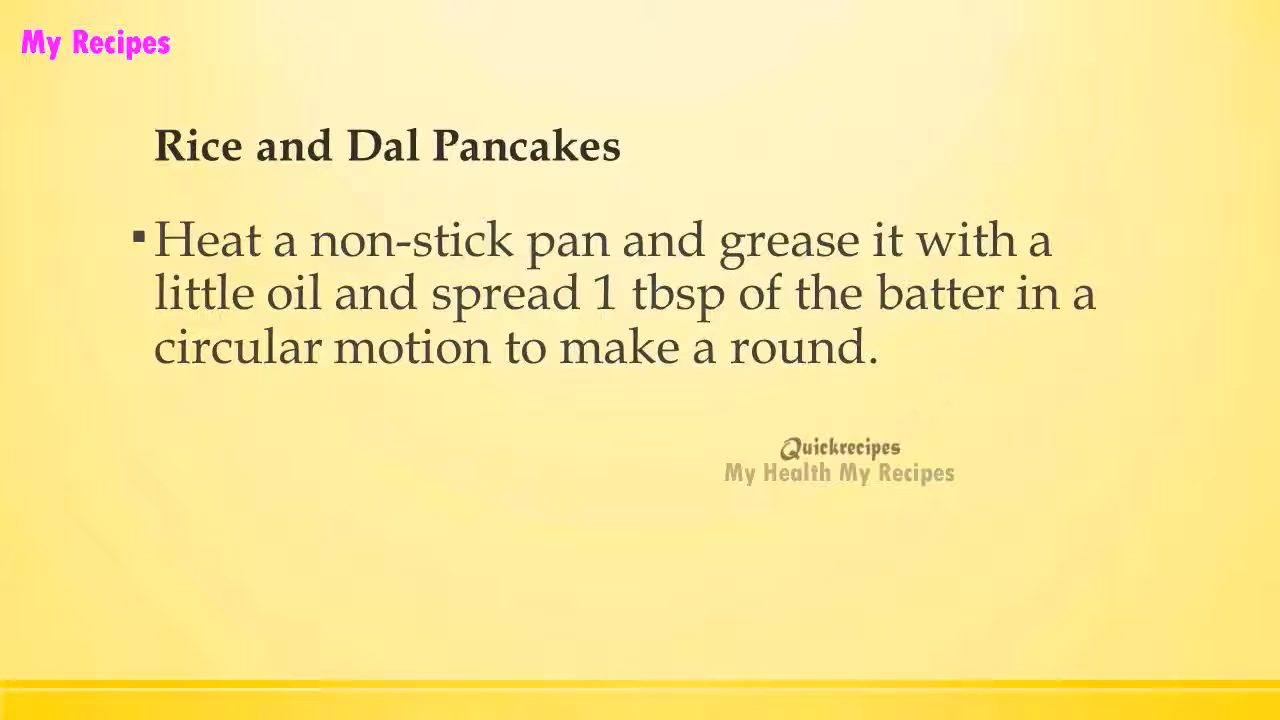 My Recipes
Rice and Dal Pancakes
▪ Heat a non-stick pan and grease it with a
little oil and spread 1 tbsp of the batter in a
circular motion to make a round.
Quickrecipes
My Health My Recipes